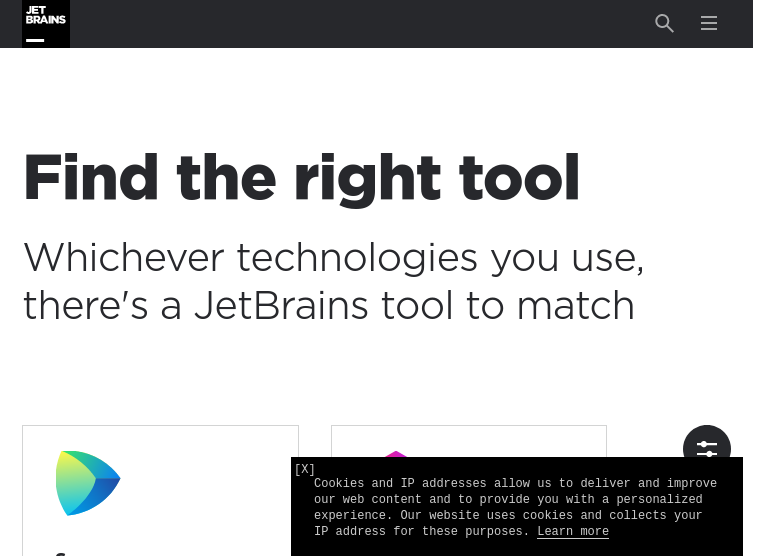 JET
BRAINS
Find the right tool
Whichever technologies you use,
there's a JetBrains tool to match
[X]
Cookies and IP addresses allow us to deliver and improve
our web content and to provide you with a personalized
experience. Our website uses cookies and collects your
IP address for these purposes. Learn more